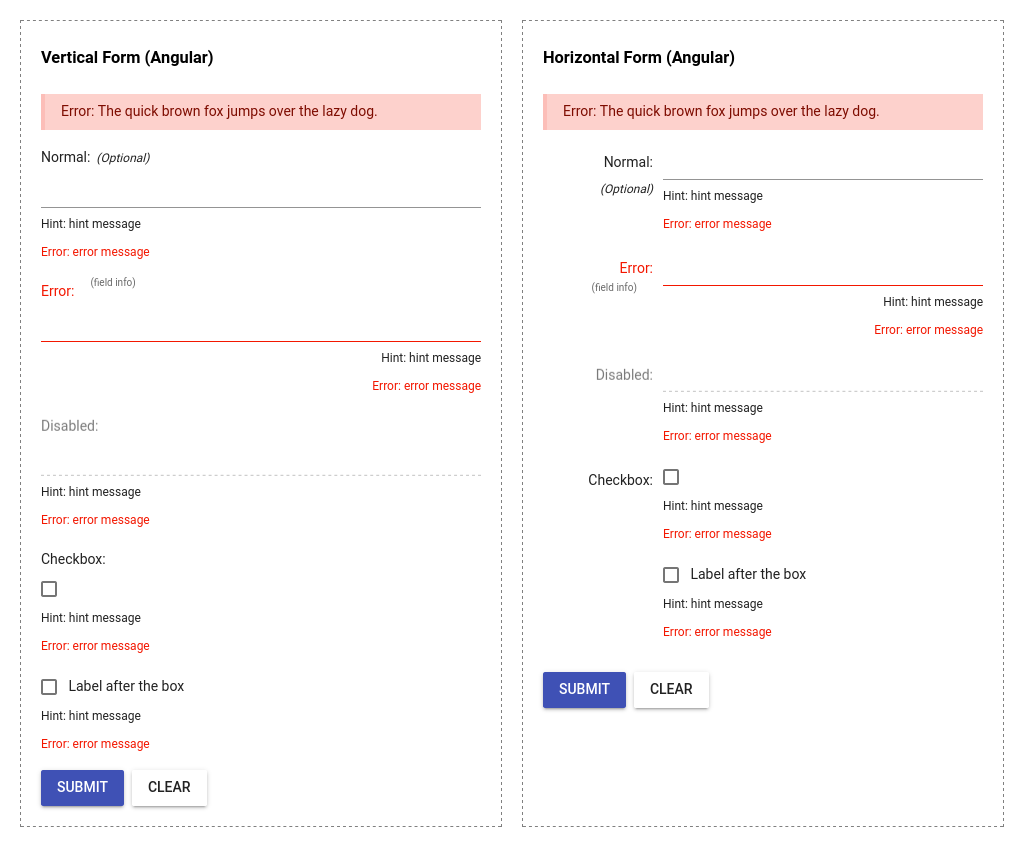 Vertical Form (Angular)
Error: The quick brown fox jumps over the lazy dog.
Normal: (Optional)
Hint: hint message
Error: error message
Error: (field info)
Hint: hint message
Error: error message
Disabled:
Hint: hint message
Error: error message
Checkbox:
Hint: hint message
Error: error message
Label after the box
Hint: hint message
Error: error message
SUBMIT CLEAR
Horizontal Form (Angular)
Error: The quick brown fox jumps over the lazy dog.
Normal:
(Optional)
Hint: hint message
Error: error message
Error:
(field info)
Hint: hint message
Error: error message
Disabled:
Hint: hint message
Error: error message
Checkbox:
Hint: hint message
Error: error message
Label after the box
Hint: hint message
Error: error message
SUBMIT CLEAR